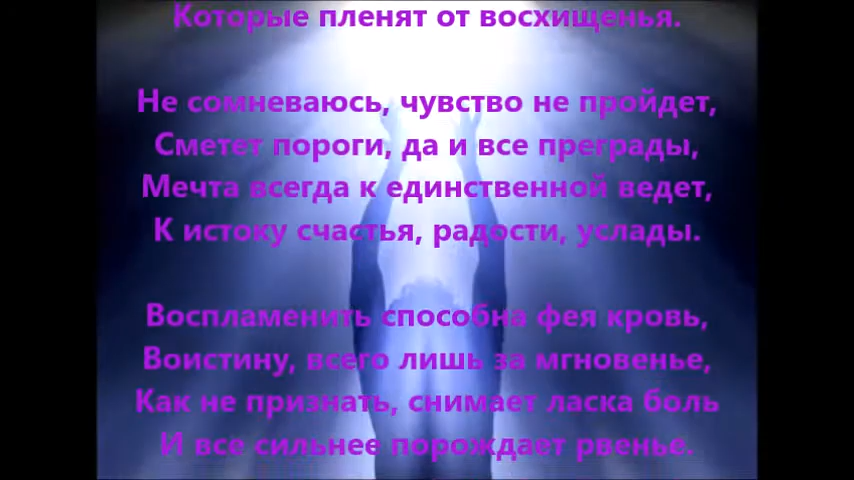 Которые пленят от восхищенья.
Не сомневаюсь, чувство не пройдет,
Сметет пороги, да и все преграды,
Мечта всегда к единственной ведет,
К истоку счастья, радости, услады.
Воспламенить способна фея кровь,
Воистину, всего лишь за мгновенье,
Как не признать, снимает ласка боль
И все сильнее порождает рвенье.